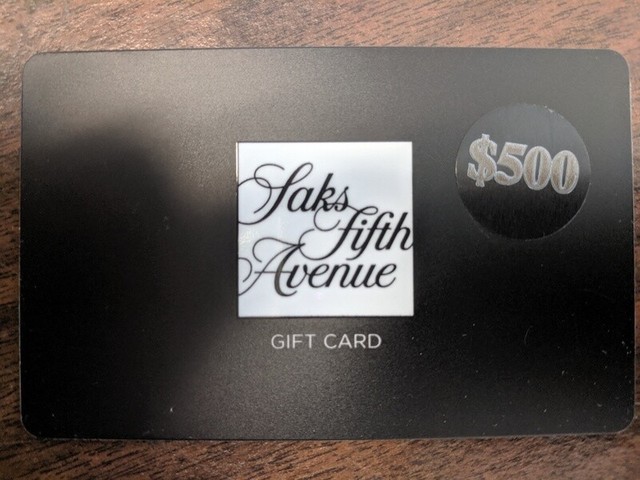 $500
Saks
fifth
Avenue
GIFT CARD